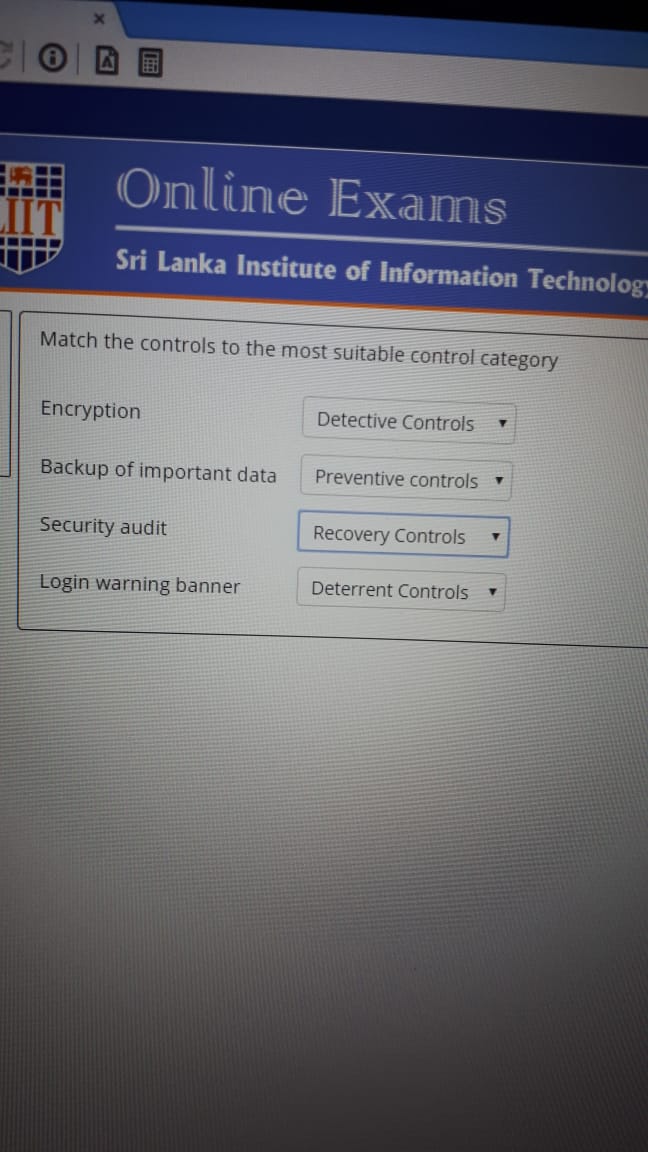 IIT
Online Exams
Sri Lanka Institute of Information Technology
Match the controls to the most suitable control category
Encryption Detective Controls
Backup of important data Preventive controls
Security audit Recovery Controls
Login warning banner Deterrent Controls